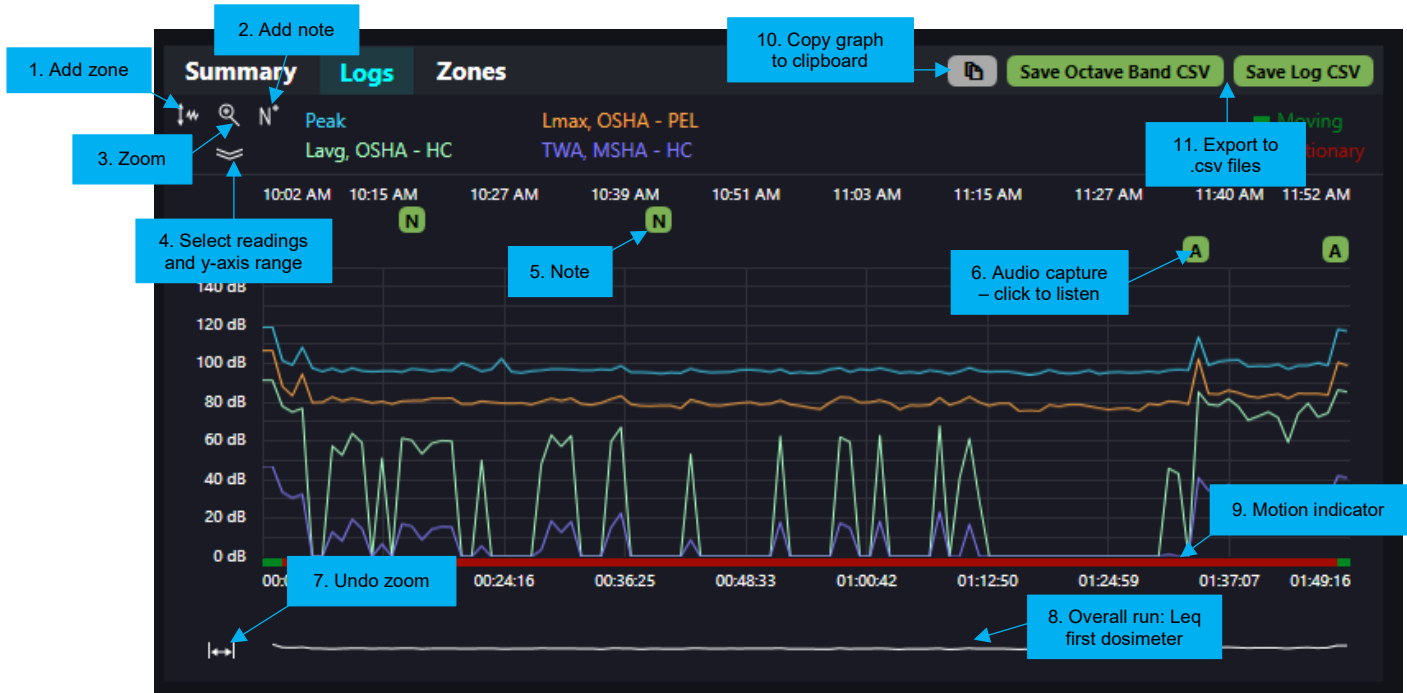 2. Add note
10. Copy graph
to clipboard
1. Add zone
Summary Logs Zones
Save Octave Band CSV Save Log CSV
N+
Peak Lmax, OSHA - PEL
Moving
3. Zoom
Lavg, OSHA - HC TWA, MSHA - HC
11. Export to
.csv files
10:02 AM 10:15 AM 10:27 AM 10:39 AM 10:51 AM 11:03 AM 11:15 AM 11:27 AM 11:40 AM 11:52 AM
N N
4. Select readings
and y-axis range
5. Note
6. Audio capture
– click to listen
A A
140 dB
120 dB
100 dB
80 dB
60 dB
40 dB
20 dB
0 dB
9. Motion indicator
7. Undo zoom
00:24:16 00:36:25 00:48:33 01:00:42 01:12:50 01:24:59 01:37:07 01:49:16
8. Overall run: Leq
first dosimeter